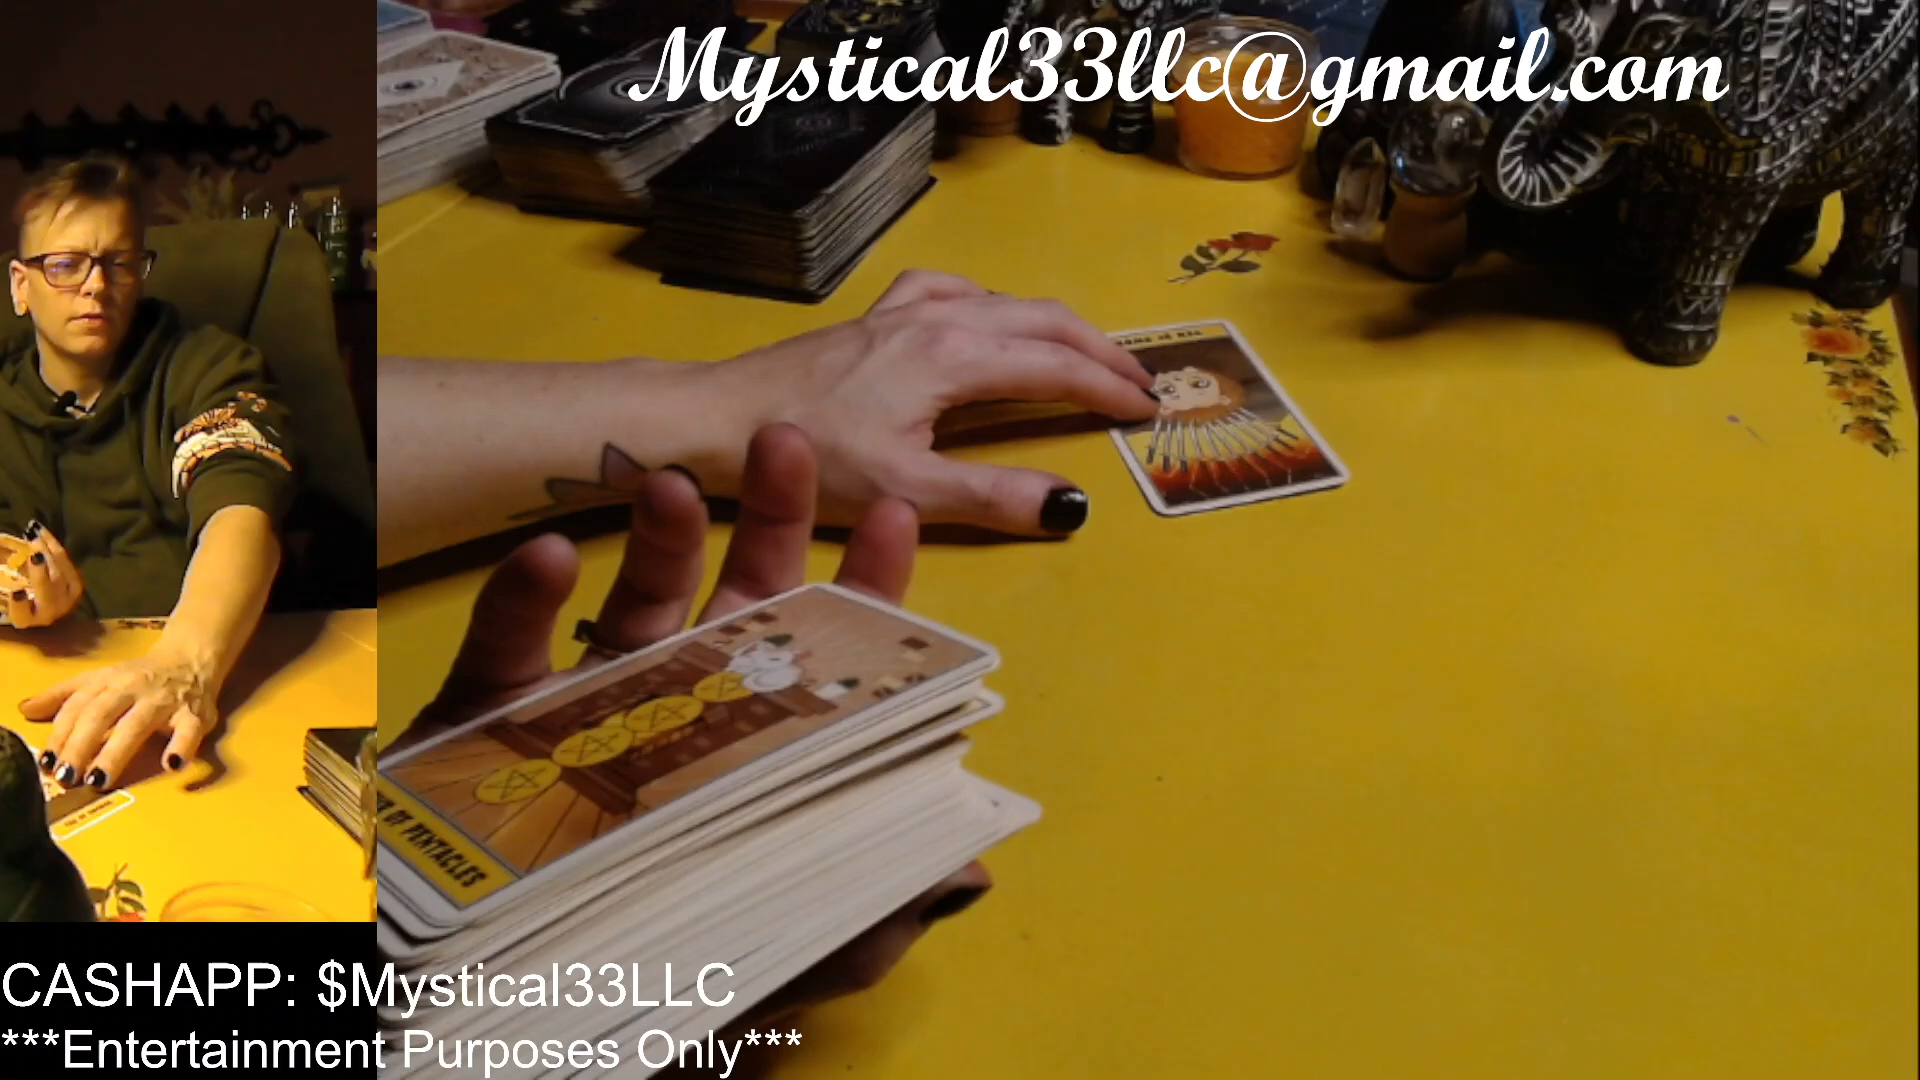 Mystical33llc@gmail.com
OF PENTACLES
CASHAPP: $Mystical33LLC
***Entertainment Purposes Only***